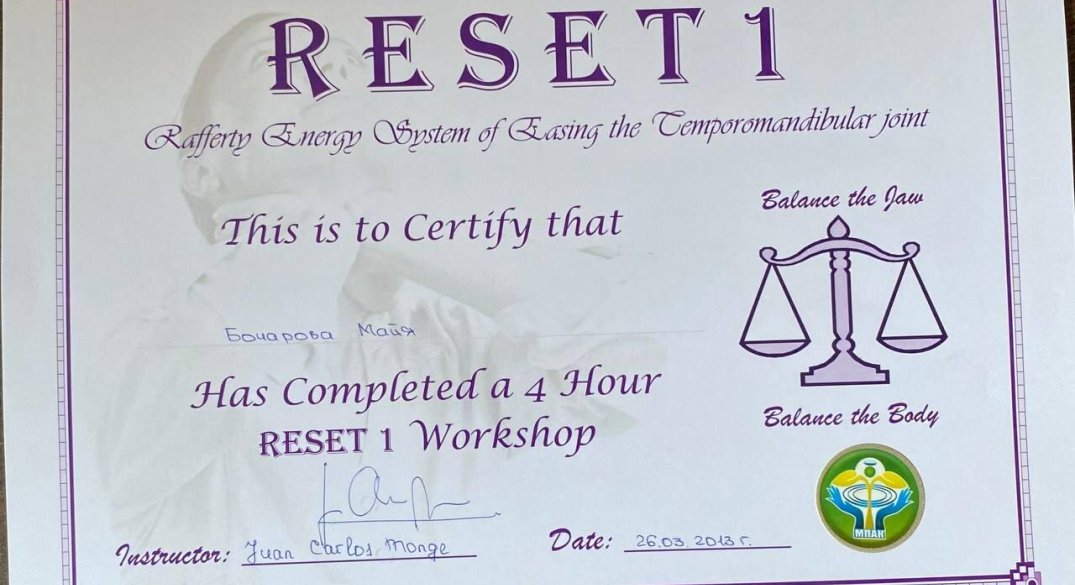 RESET 1
Rafferty Energy System of Easing the Temporomandibular joint
This is to Certify that
Бочарова Майя
Has Completed a 4 Hour
RESET 1 Workshop
Instructor: Juan Carlos Monge
Date: 26.03.2013 г.
Balance the Jaw
Balance the Body
МПАК